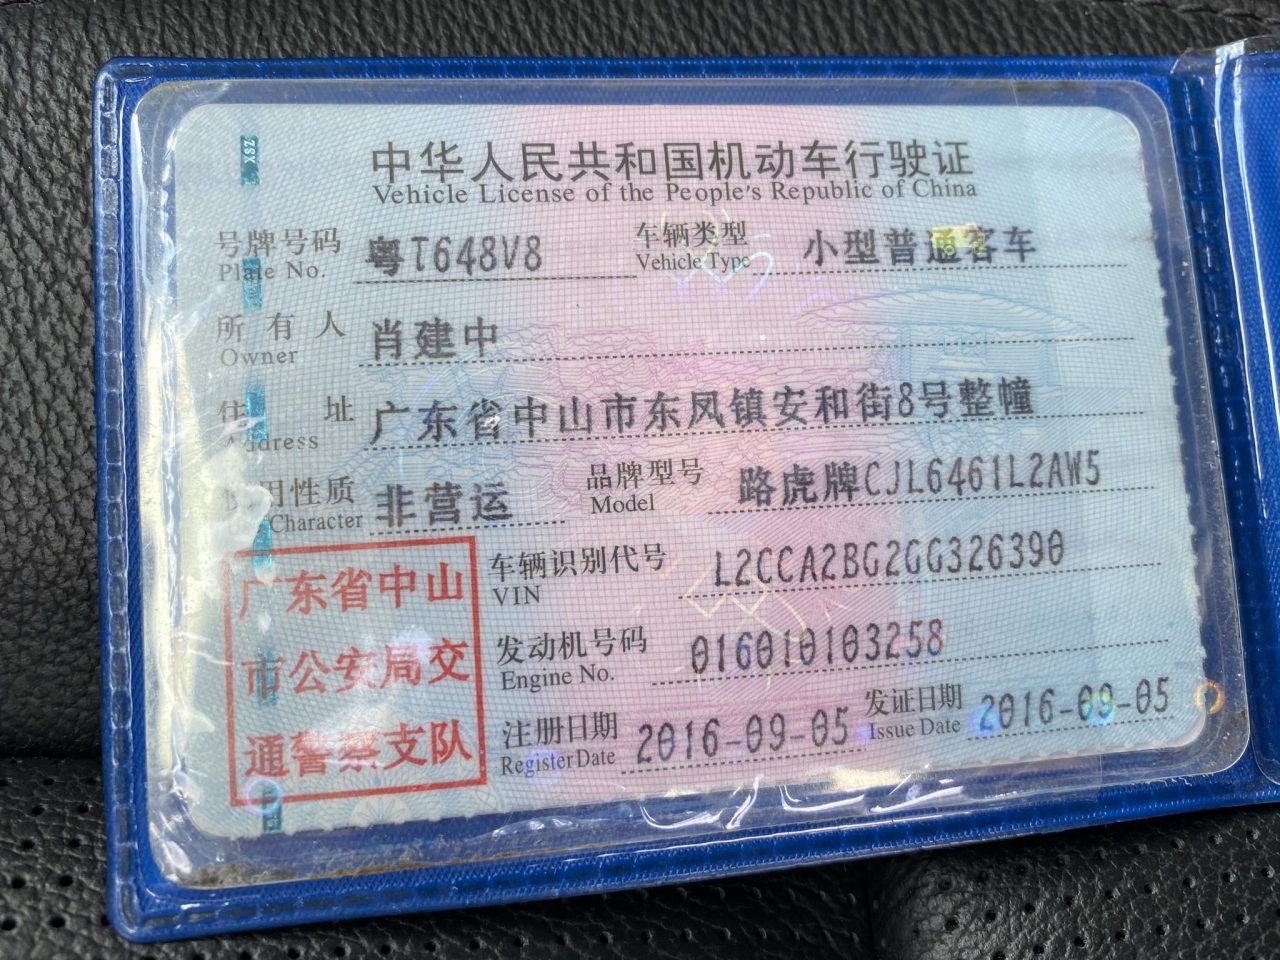 XSZ
中华人民共和国机动车行驶证
Vehicle License of the People's Republic of China
号牌号码 粤T648V8 车辆类型 小型普通客车
Plate No. Vehicle Type
所有人 肖建中
Owner
住址 广东省中山市东凤镇安和街8号整幢
Address
用性质 非营运 品牌型号 路虎牌CJL6461L2AW5
Character Model
车辆识别代号 L2CCA2BG2GG326390
VIN
发动机号码 016010103258
Engine No.
注册日期 2016-09-05 发证日期 2016-09-05
Register Date Issue Date
广东省中山
市公安局交
通警察支队